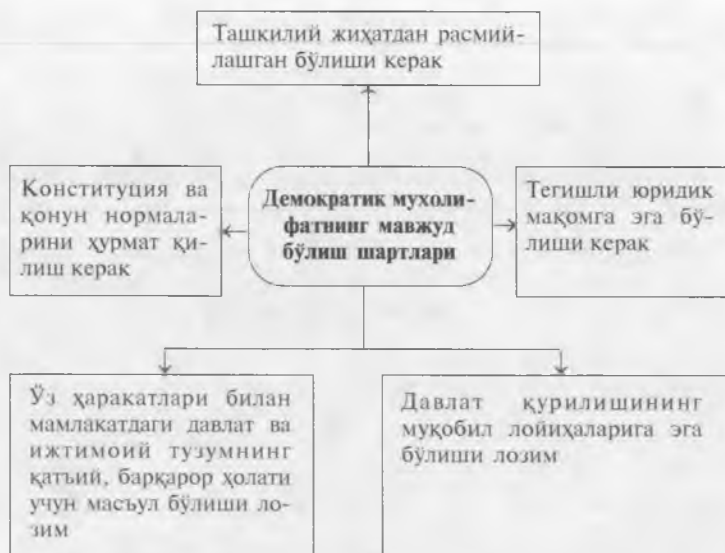 Ташкилий жиҳатдан расмий-
лашган бўлиши керак
Конституция ва
қонун нормала-
рини ҳурмат қи-
лиш керак
Демократик мухоли-
фатнинг мавжуд
бўлиш шартлари
Тегишли юридик
мақомга эга бў-
лиши керак
Ўз ҳаракатлари билан
мамлакатдаги давлат ва
ижтимоий тузумнинг
қатъий, барқарор ҳолати
учун масъул бўлиши ло-
зим
Давлат қурилишининг
муқобил лойиҳаларига эга
бўлиши лозим